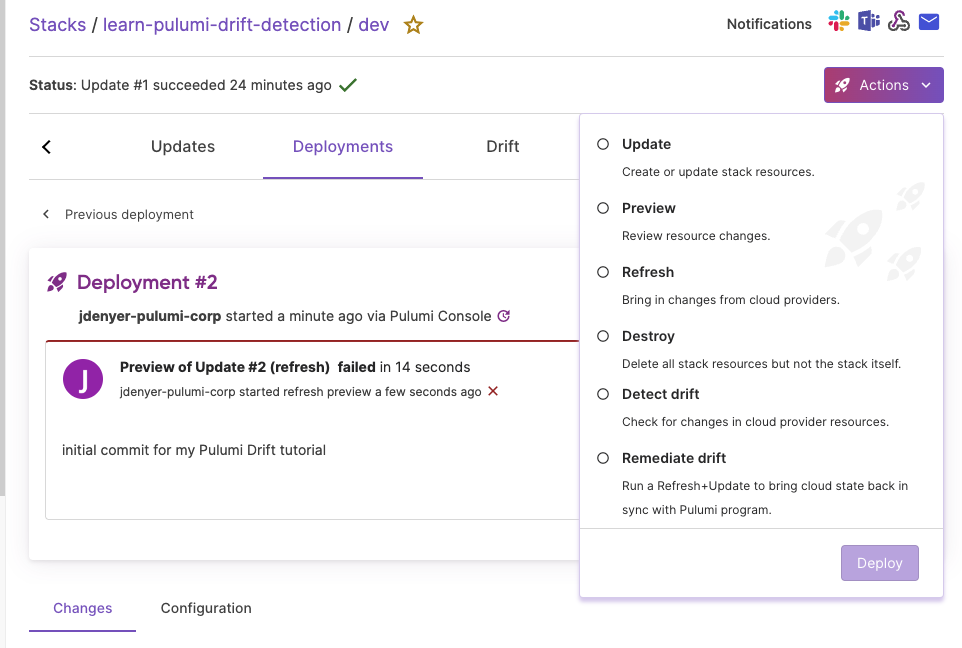 Stacks / learn-pulumi-drift-detection / dev
Notifications
Status: Update #1 succeeded 24 minutes ago
Actions
Updates
Deployments
Drift
Previous deployment
Deployment #2
jdenyer-pulumi-corp started a minute ago via Pulumi Console
J
Preview of Update #2 (refresh) failed in 14 seconds
jdenyer-pulumi-corp started refresh preview a few seconds ago
initial commit for my Pulumi Drift tutorial
Update
Create or update stack resources.
Preview
Review resource changes.
Refresh
Bring in changes from cloud providers.
Destroy
Delete all stack resources but not the stack itself.
Detect drift
Check for changes in cloud provider resources.
Remediate drift
Run a Refresh+Update to bring cloud state back in
sync with Pulumi program.
Deploy
Changes
Configuration